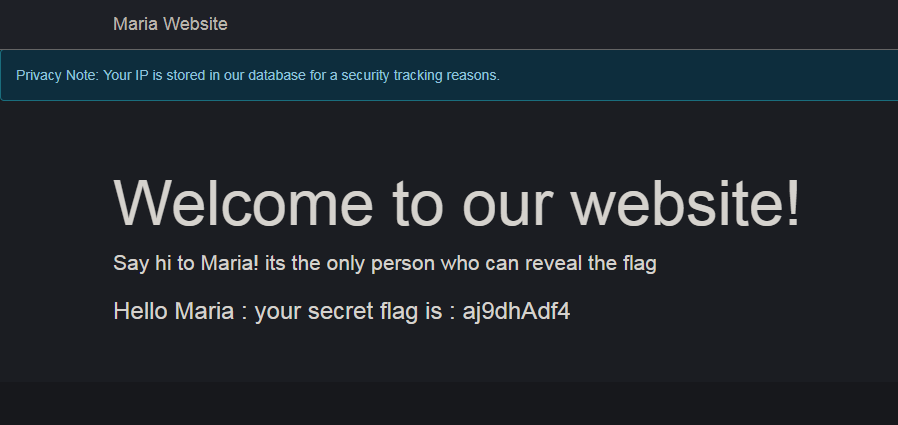 Maria Website
Privacy Note: Your IP is stored in our database for a security tracking reasons.
Welcome to our website!
Say hi to Maria! its the only person who can reveal the flag
Hello Maria : your secret flag is : aj9dhAdf4